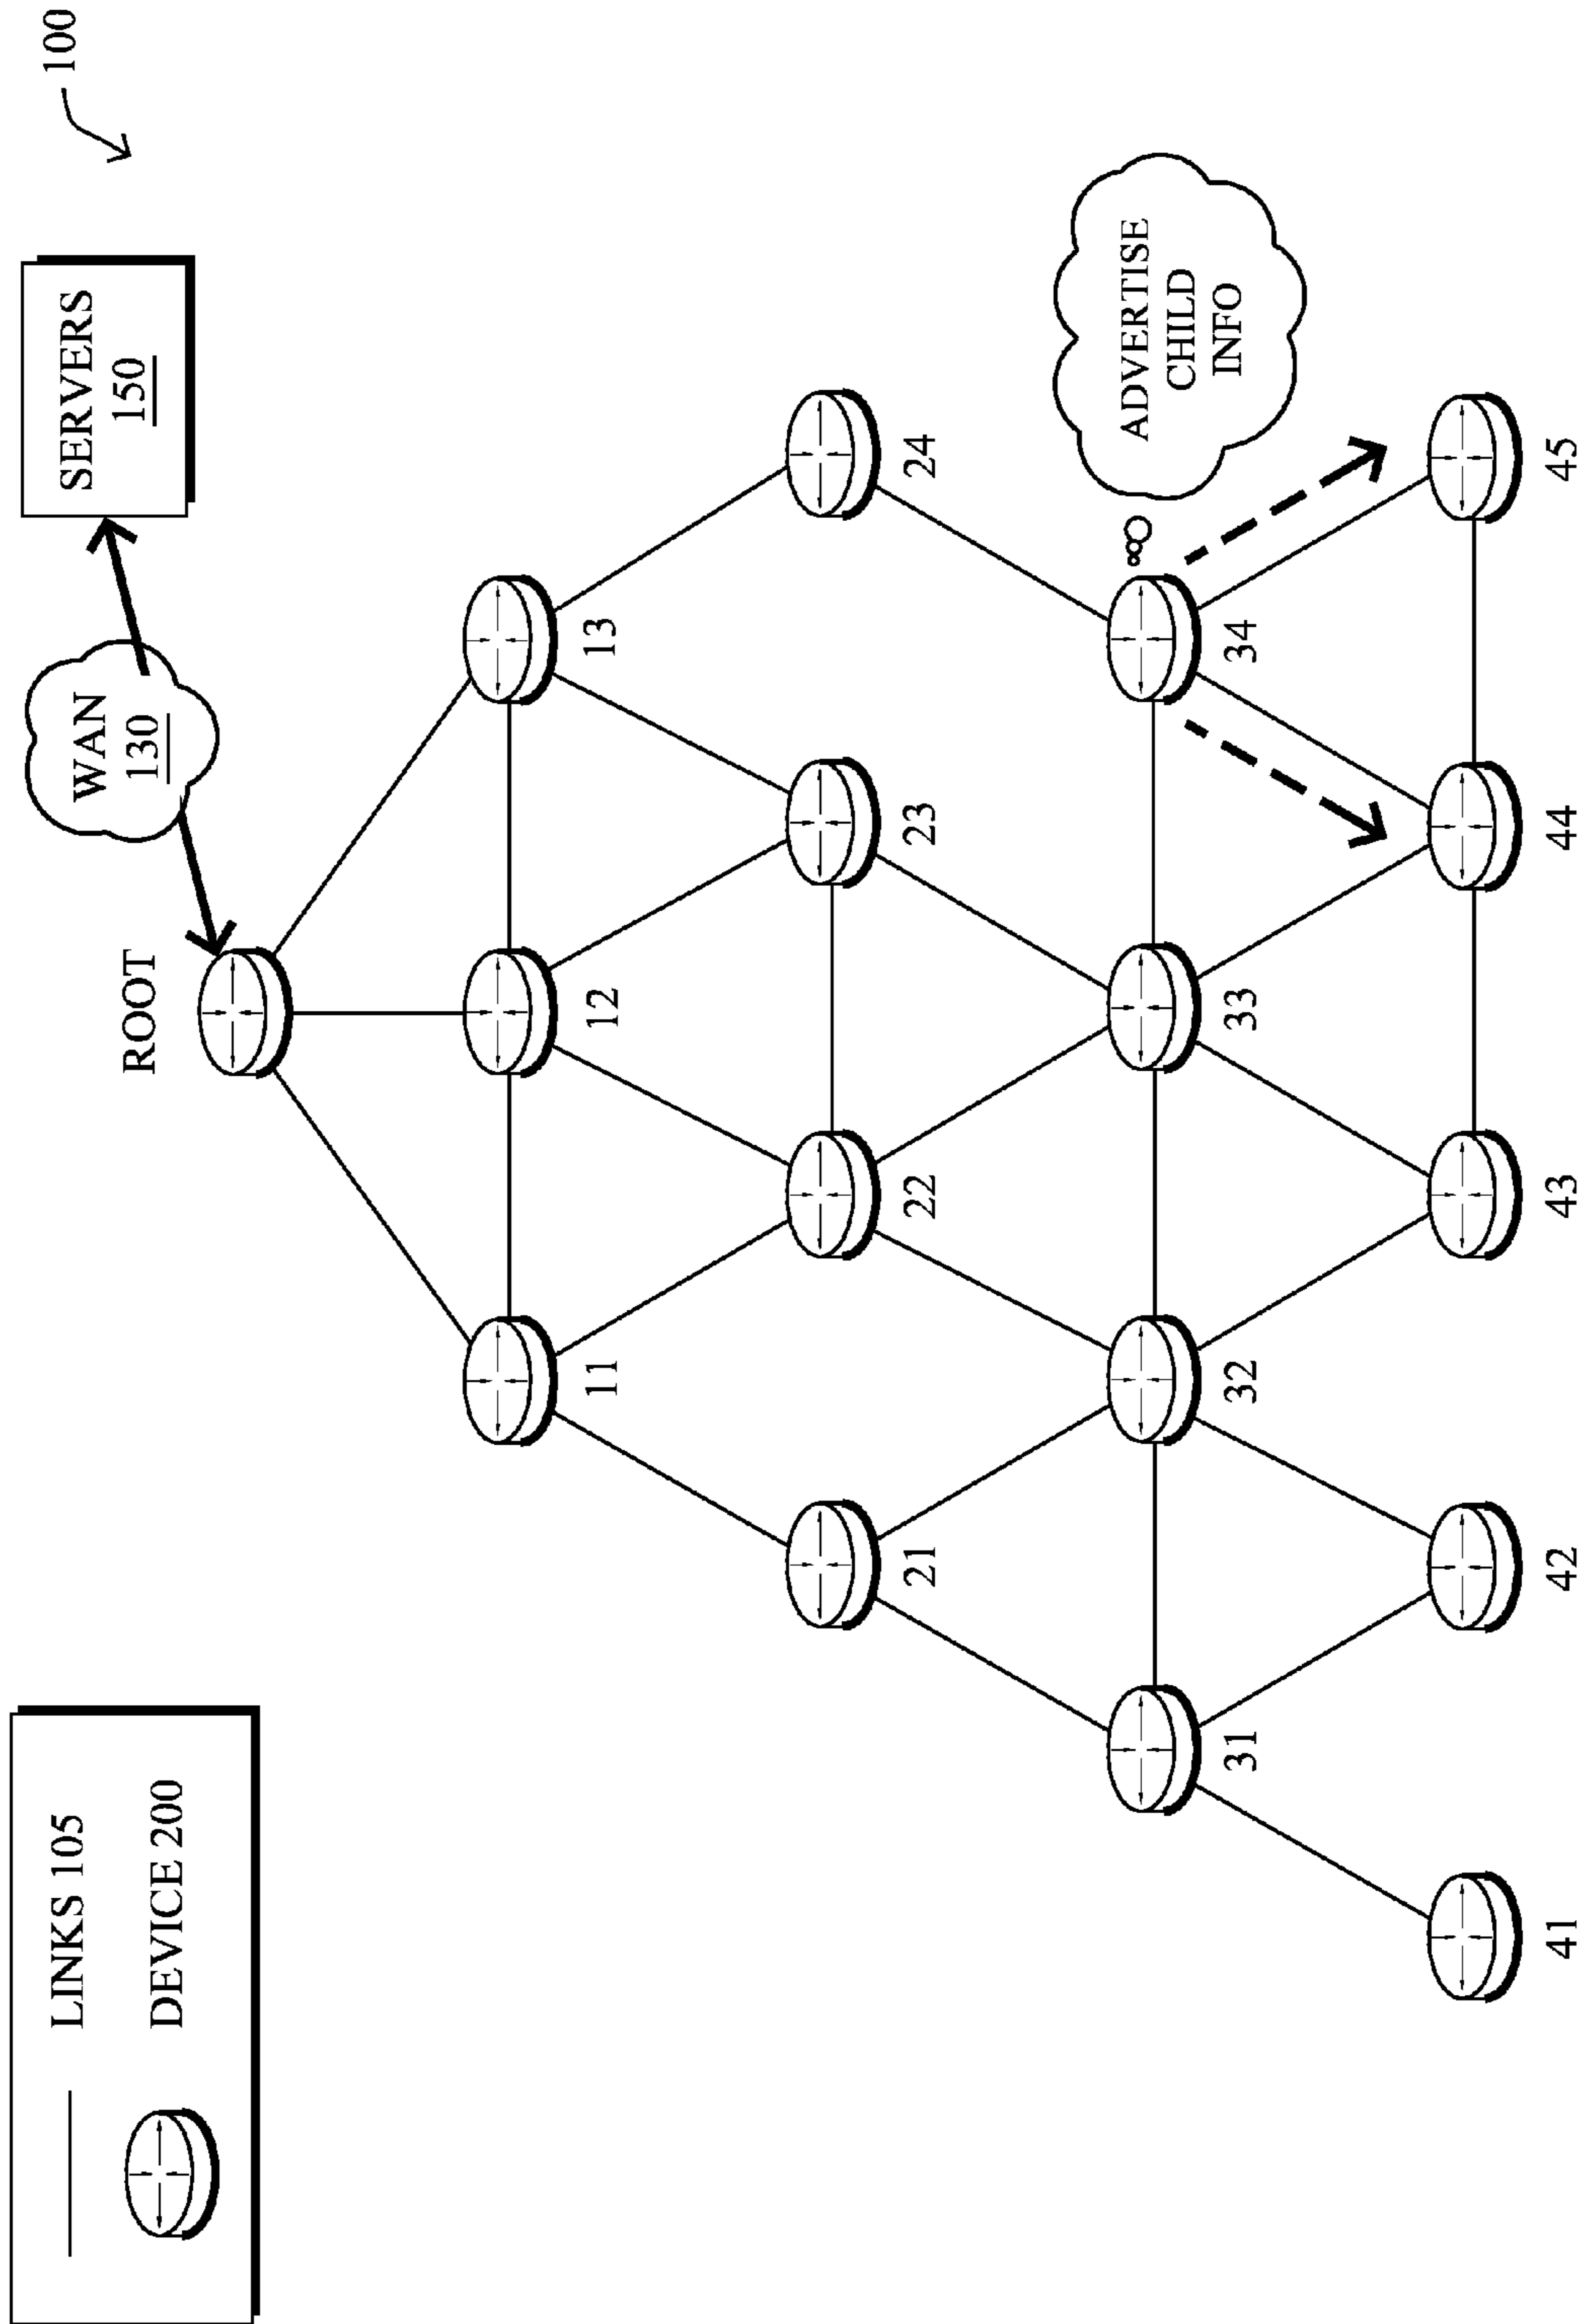 100
SERVERS
150
WAN
130
ROOT
LINKS 105
DEVICE 200
11
12
13
21
22
23
24
ADVERTISE
CHILD
INFO
31
32
33
34
41
42
43
44
45